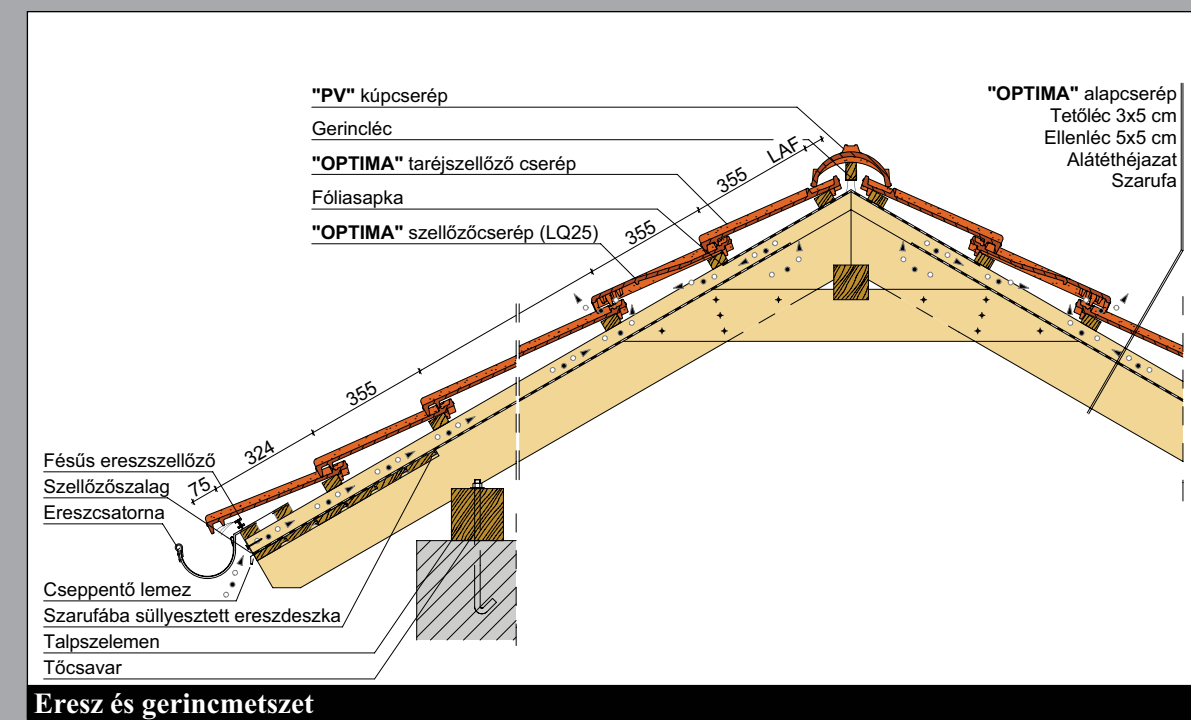 "PV" kúpcserép
Gerincléc
"OPTIMA" taréjszellőző cserép
Fóliasapka
"OPTIMA" szellőzőcserép (LQ25)
"OPTIMA" alapcserép
Tetőléc 3x5 cm
Ellenléc 5x5 cm
Alátéthéjazat
Szarufa
LAF
355
355
355
324
75
Fésűs ereszszellőző
Szellőzőszalag
Ereszcsatorna
Cseppentő lemez
Szarufába süllyesztett ereszdeszka
Talpszelemen
Tőcsavar
Eresz és gerincmetszet